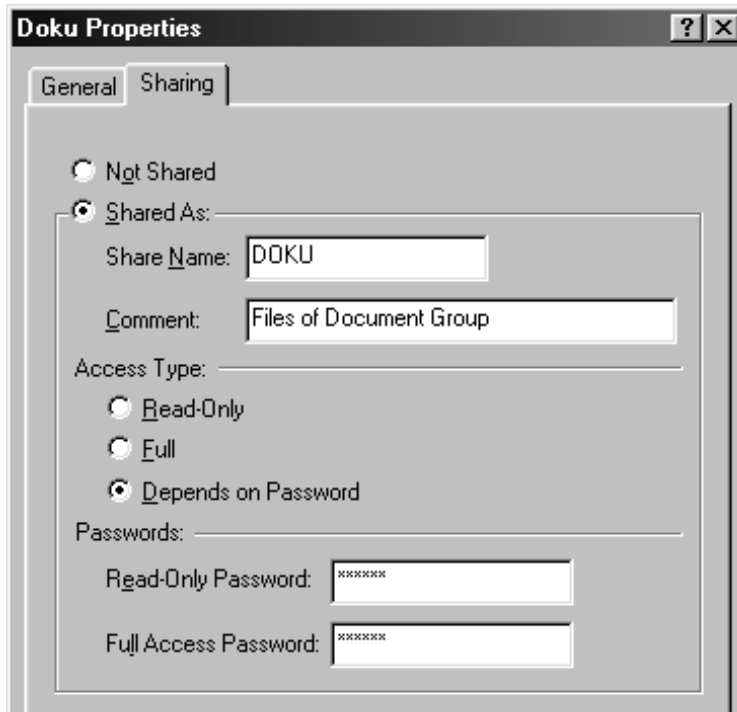 Doku Properties
General Sharing
Not Shared
Shared As:
Share Name: DOKU
Comment: Files of Document Group
Access Type:
Read-Only
Full
Depends on Password
Passwords:
Read-Only Password: ******
Full Access Password: ******